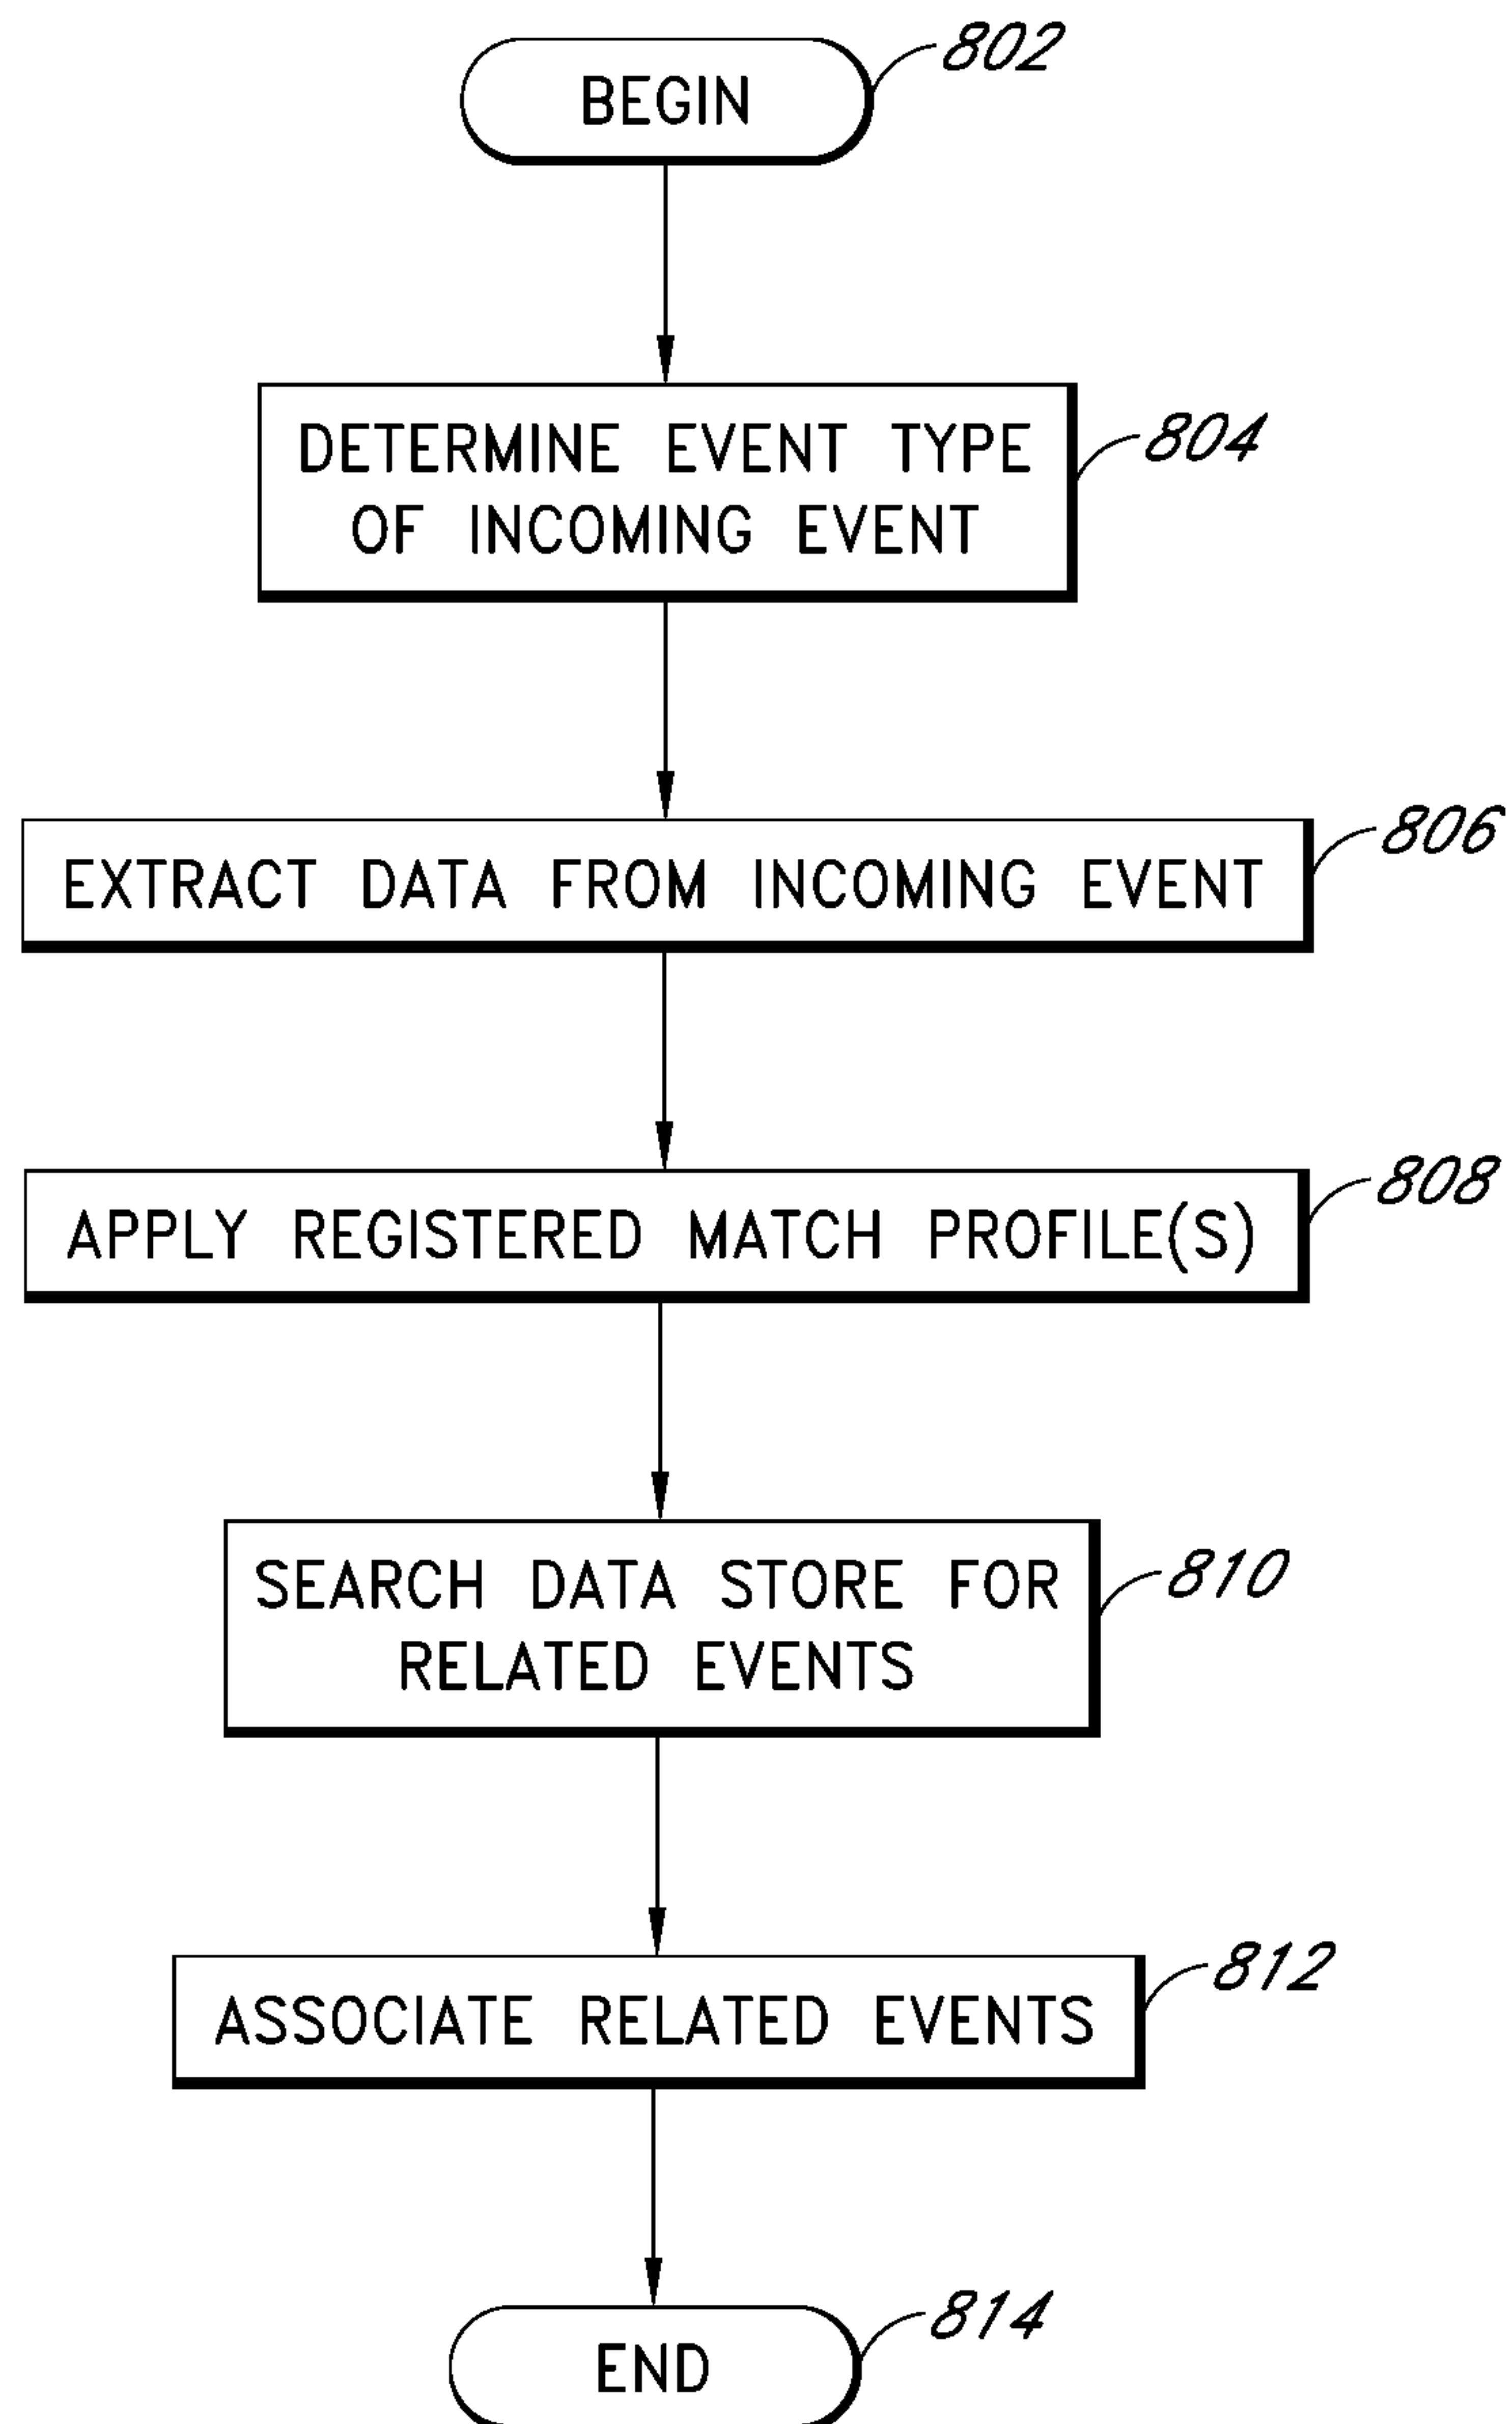 BEGIN
802
DETERMINE EVENT TYPE
OF INCOMING EVENT
804
EXTRACT DATA FROM INCOMING EVENT
806
APPLY REGISTERED MATCH PROFILE(S)
808
SEARCH DATA STORE FOR
RELATED EVENTS
810
ASSOCIATE RELATED EVENTS
812
END
814